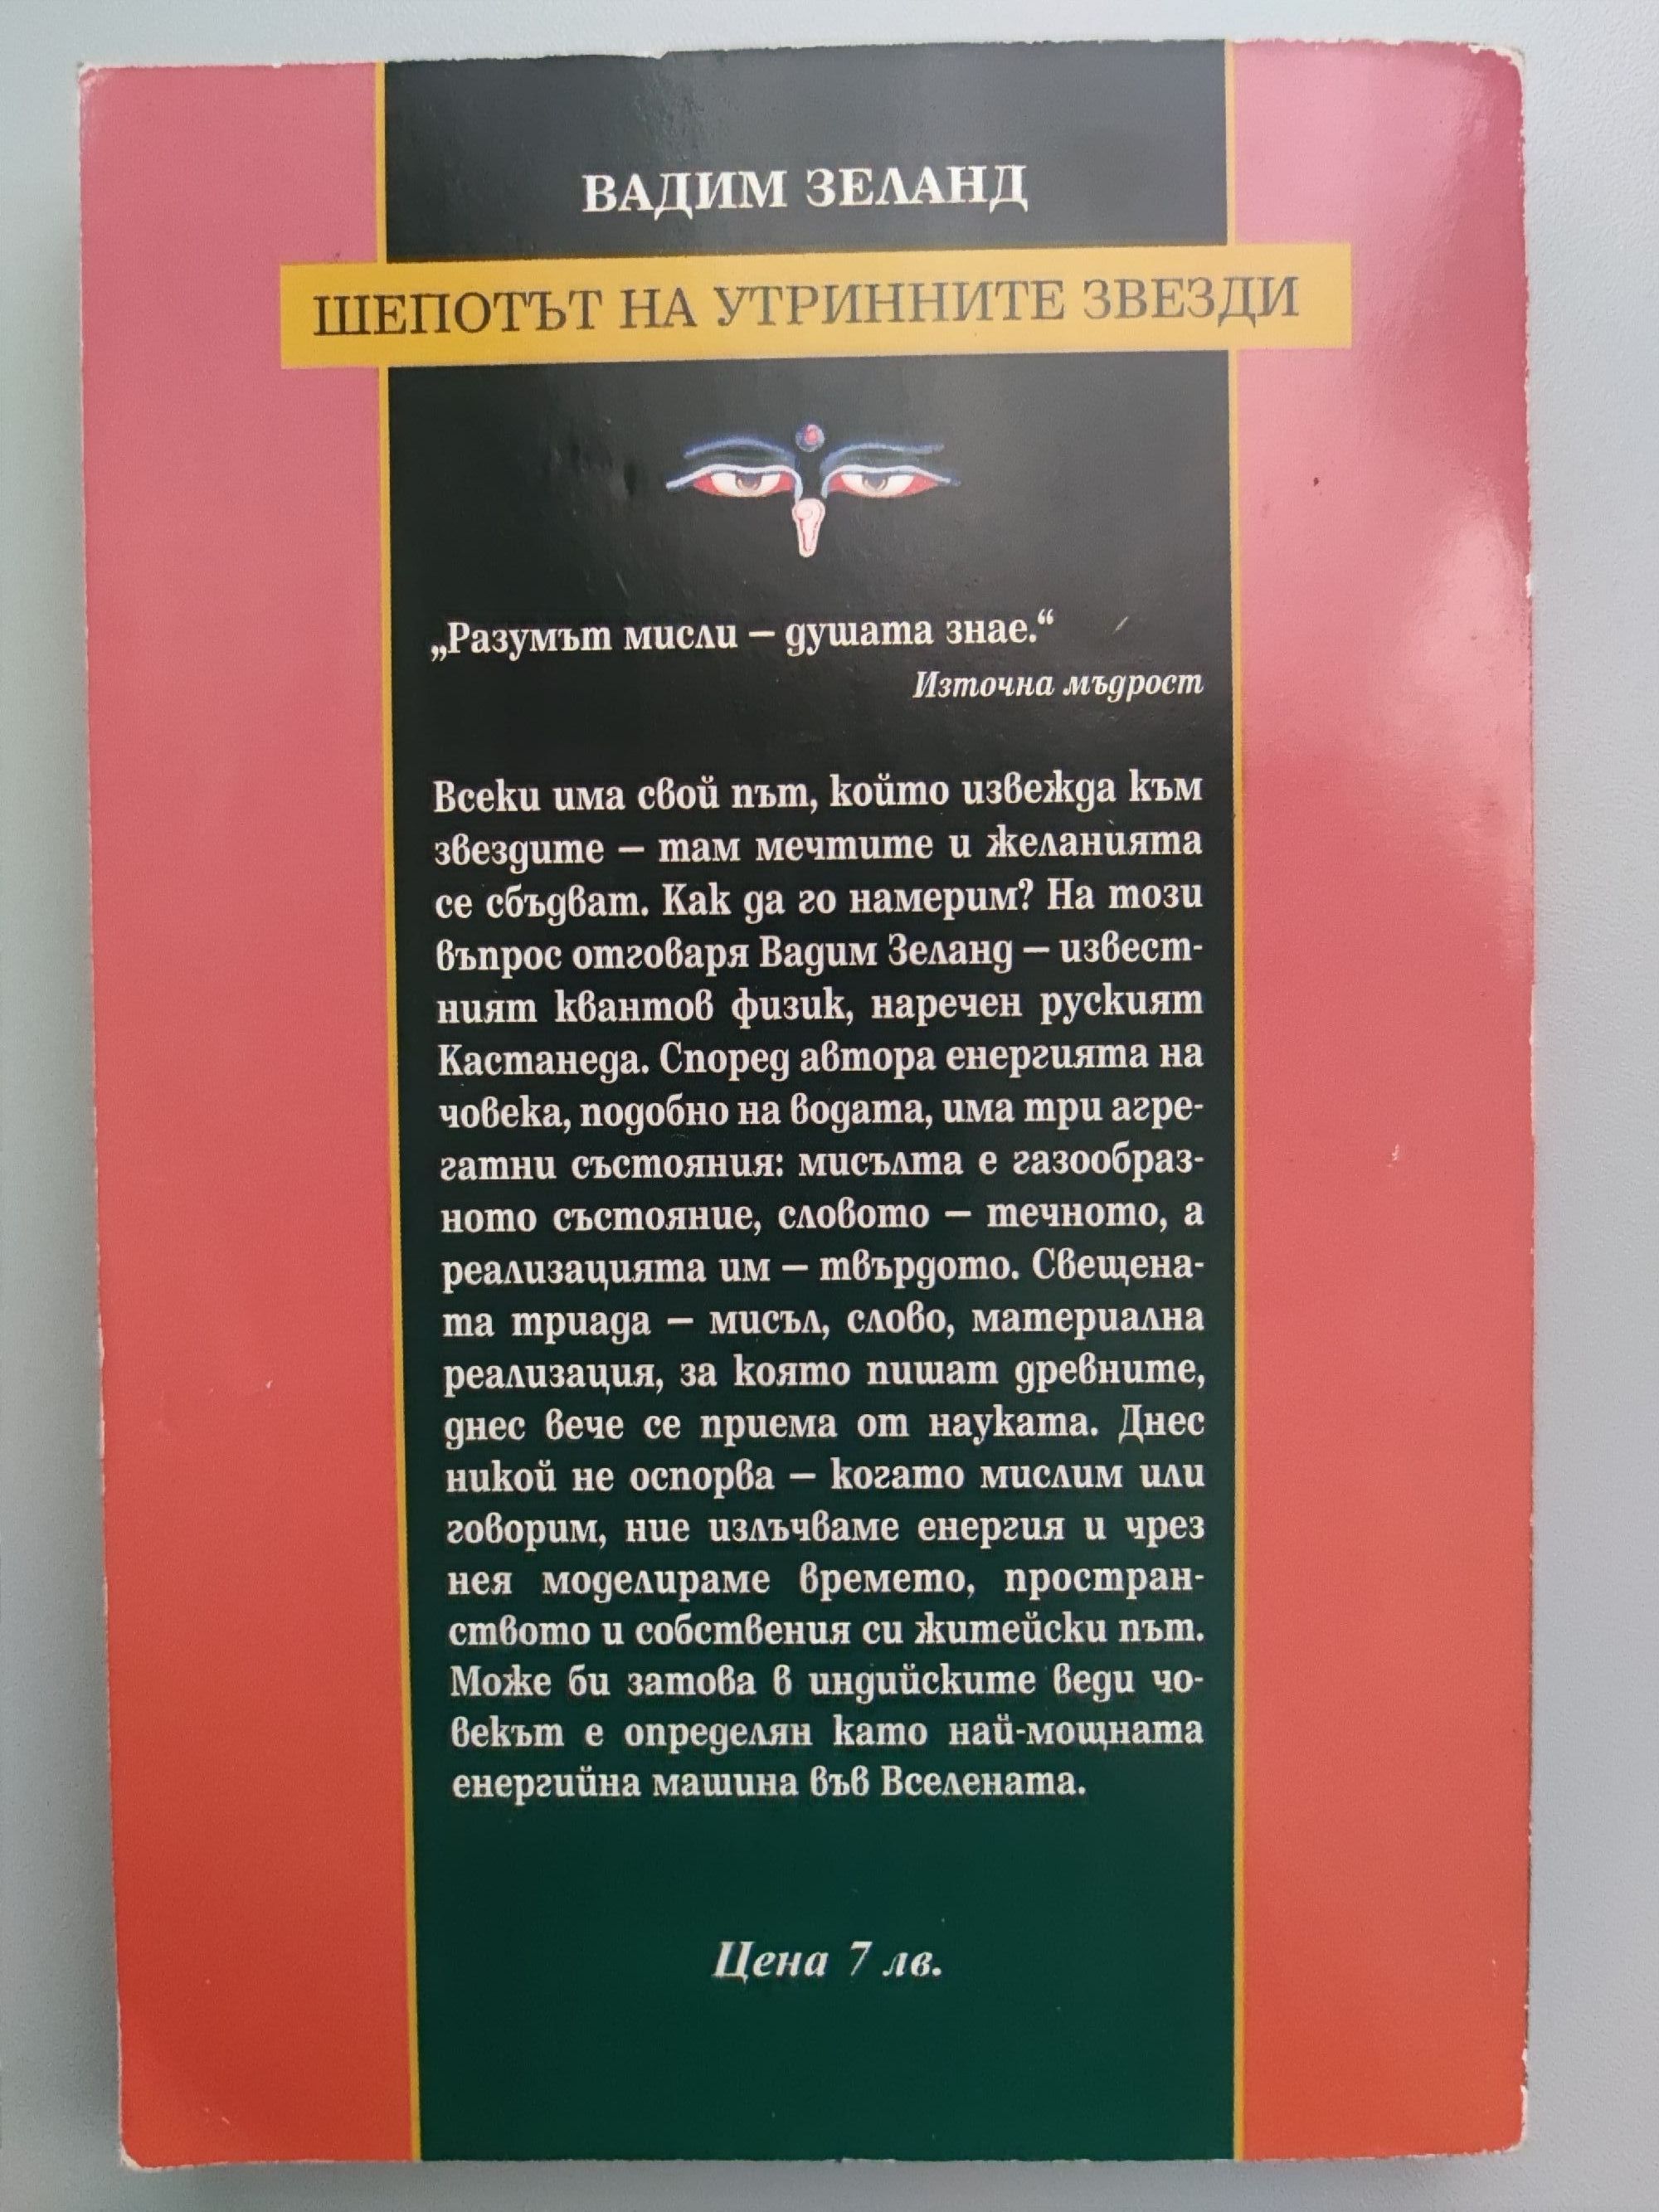 ВАДИМ ЗЕЛАНД
ШЕПОТЪТ НА УТРИННИТЕ ЗВЕЗДИ
„Разумът мисли – душата знае.“
Източна мъдрост
Всеки има свой път, който извежда към
звездите – там мечтите и желанията
се сбъдват. Как да го намерим? На този
въпрос отговаря Вадим Зеланд – извест-
ният квантов физик, наречен руският
Кастанеда. Според автора енергията на
човека, подобно на водата, има три агре-
гатни състояния: мисълта е газообраз-
ното състояние, словото – течното, а
реализацията им – твърдото. Свещена-
та триада – мисъл, слово, материална
реализация, за която пишат древните,
днес вече се приема от науката. Днес
никой не оспорва – когато мислим или
говорим, ние излъчваме енергия и чрез
нея моделираме времето, простран-
ството и собствения си житейски път.
Може би затова в индийските веди чо-
векът е определян като най-мощната
енергийна машина във Вселената.
Цена 7 лв.